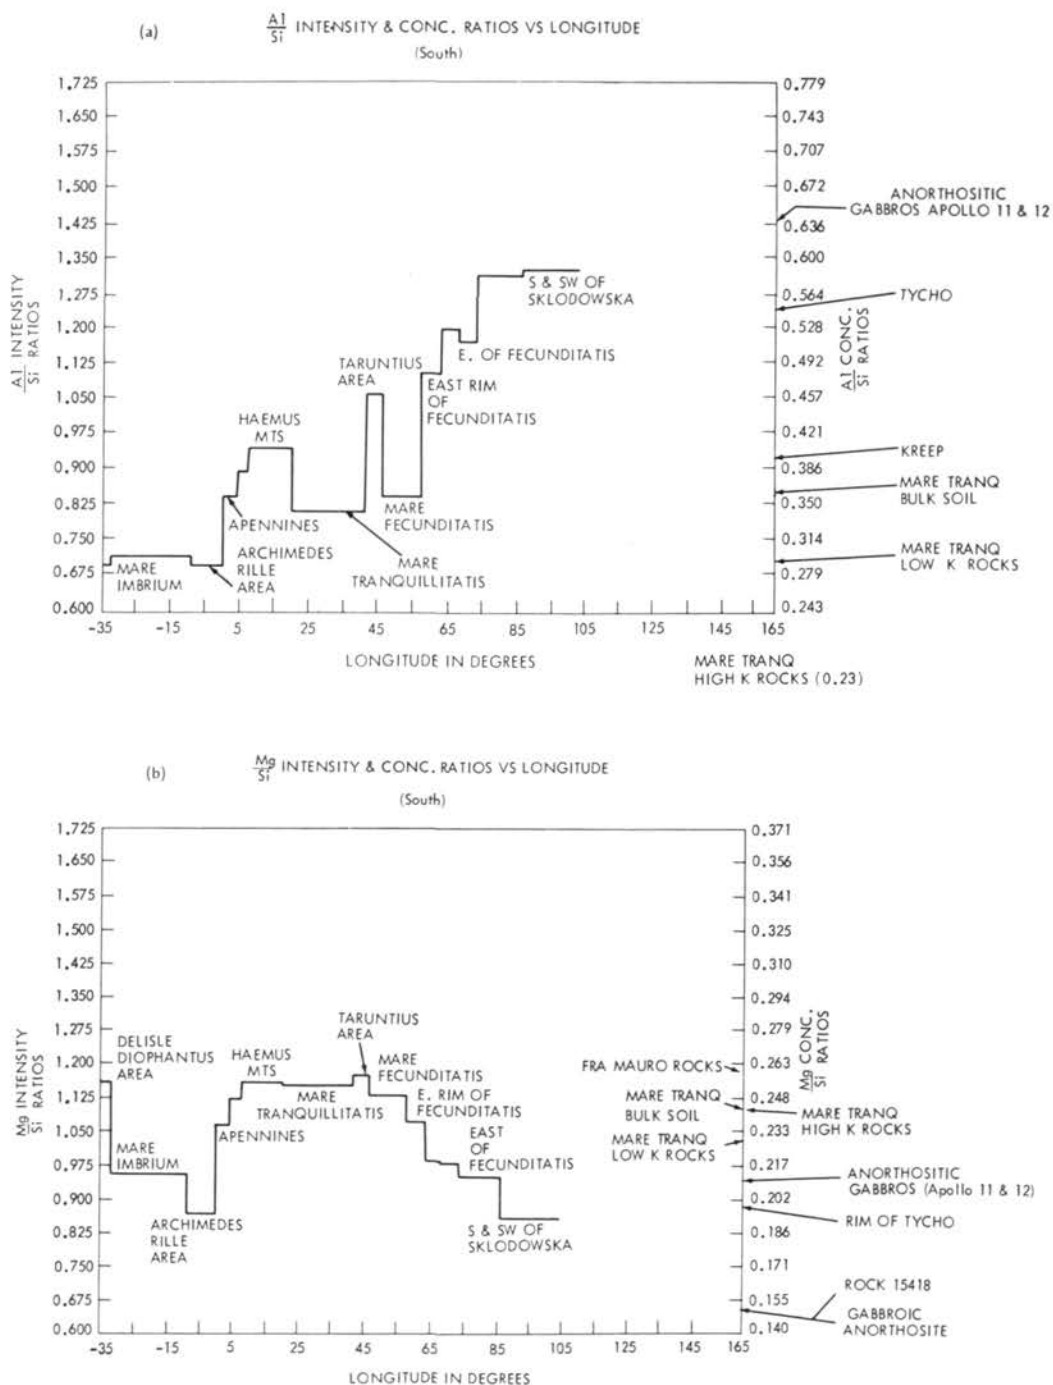 (a)
Al/Si INTENSITY & CONC. RATIOS VS LONGITUDE
(South)
Al/Si INTENSITY RATIOS
1.725
1.650
1.575
1.500
1.425
1.350
1.275
1.200
1.125
1.050
0.975
0.900
0.825
0.750
0.675
0.600
MARE
IMBRIUM
ARCHIMEDES
RILLE
AREA
APENNINES
HAEMUS
MTS
MARE
TRANQUILLITATIS
TARUNTIUS
AREA
MARE
FECUNDITATIS
EAST RIM
OF
FECUNDITATIS
E. OF FECUNDITATIS
S & SW OF
SKLODOWSKA
0.779
0.743
0.707
0.672
0.636
0.600
0.564
0.528
0.492
0.457
0.421
0.386
0.350
0.314
0.279
0.243
Al/Si CONC. RATIOS
ANORTHOSITIC
GABBROS APOLLO 11 & 12
TYCHO
KREEP
MARE TRANQ
BULK SOIL
MARE TRANQ
LOW K ROCKS
-35 -15 5 25 45 65 85 105 125 145 165
LONGITUDE IN DEGREES
MARE TRANQ
HIGH K ROCKS (0.23)
(b)
Mg/Si INTENSITY & CONC. RATIOS VS LONGITUDE
(South)
Mg/Si INTENSITY RATIOS
1.725
1.650
1.575
1.500
1.425
1.350
1.275
1.200
1.125
1.050
0.975
0.900
0.825
0.750
0.675
0.600
DELISLE
DIOPHANTUS
AREA
MARE
IMBRIUM
ARCHIMEDES
RILLE
AREA
APENNINES
HAEMUS
MTS
MARE
TRANQUILLITATIS
TARUNTIUS
AREA
MARE
FECUNDITATIS
E. RIM OF
FECUNDITATIS
EAST
OF
FECUNDITATIS
S & SW OF
SKLODOWSKA
FRA MAURO ROCKS
MARE TRANQ
BULK SOIL
MARE TRANQ
LOW K ROCKS
0.371
0.356
0.341
0.325
0.310
0.294
0.279
0.263
0.248
0.233
0.217
0.202
0.186
0.171
0.155
0.140
Mg/Si CONC. RATIOS
MARE TRANQ
HIGH K ROCKS
ANORTHOSITIC
GABBROS (Apollo 11 & 12)
RIM OF TYCHO
ROCK 15418
GABBROIC
ANORTHOSITE
-35 -15 5 25 45 65 85 105 125 145 165
LONGITUDE IN DEGREES